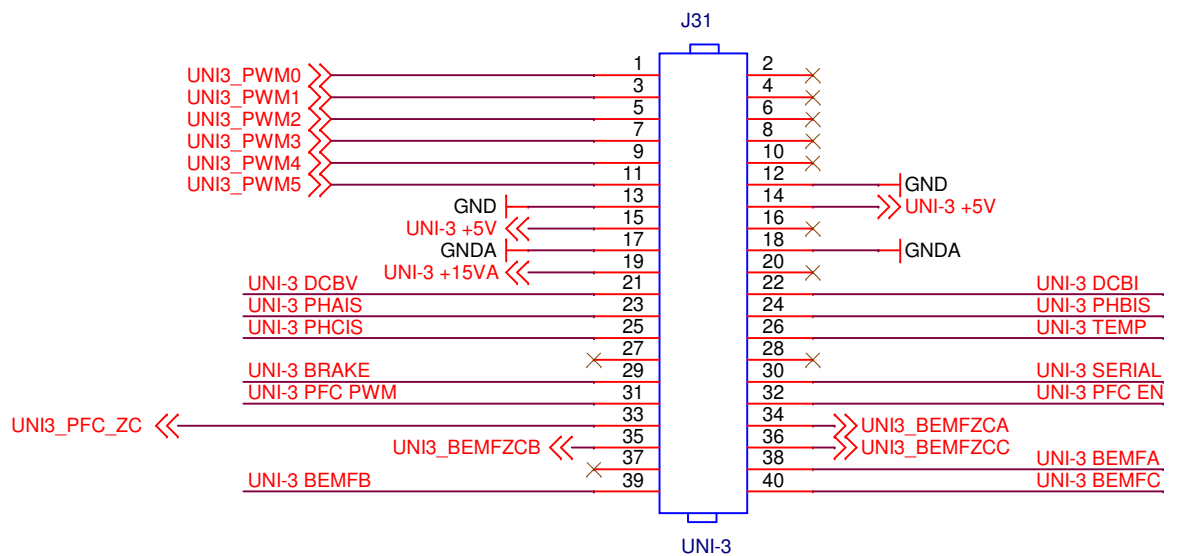 J31
UNI3_PWM0 1 2
UNI3_PWM1 3 4
UNI3_PWM2 5 6
UNI3_PWM3 7 8
UNI3_PWM4 9 10
UNI3_PWM5 11 12 GND
GND 13 14 UNI-3 +5V
UNI-3 +5V 15 16
GNDA 17 18 GNDA
UNI-3 +15VA 19 20
UNI-3 DCBV 21 22 UNI-3 DCBI
UNI-3 PHAIS 23 24 UNI-3 PHBIS
UNI-3 PHCIS 25 26 UNI-3 TEMP
27 28
UNI-3 BRAKE 29 30 UNI-3 SERIAL
UNI-3 PFC PWM 31 32 UNI-3 PFC EN
UNI3_PFC_ZC 33 34 UNI3_BEMFZCA
UNI3_BEMFZCB 35 36 UNI3_BEMFZCC
37 38 UNI-3 BEMFA
UNI-3 BEMFB 39 40 UNI-3 BEMFC
UNI-3